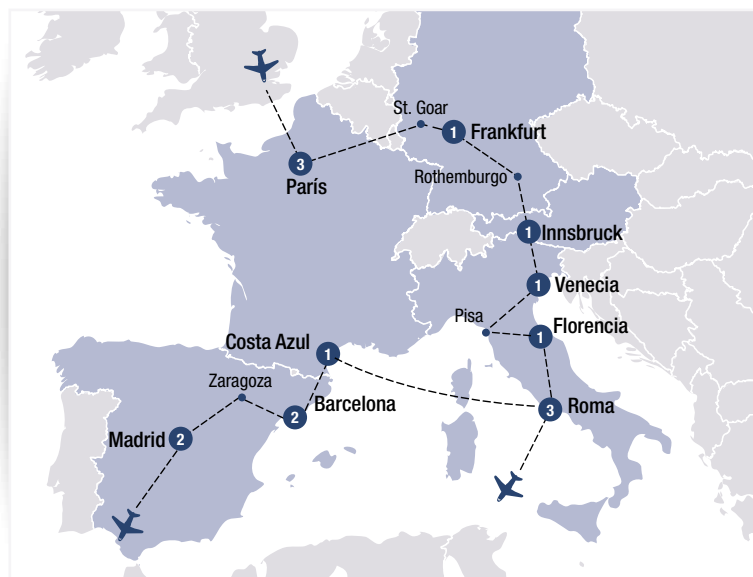 St. Goar
1
Frankfurt
3
París
Rothemburgo
1
Innsbruck
1
Venecia
Pisa
Florencia
1
Costa Azul
1
Zaragoza
Barcelona
2
3
Roma
Madrid
2